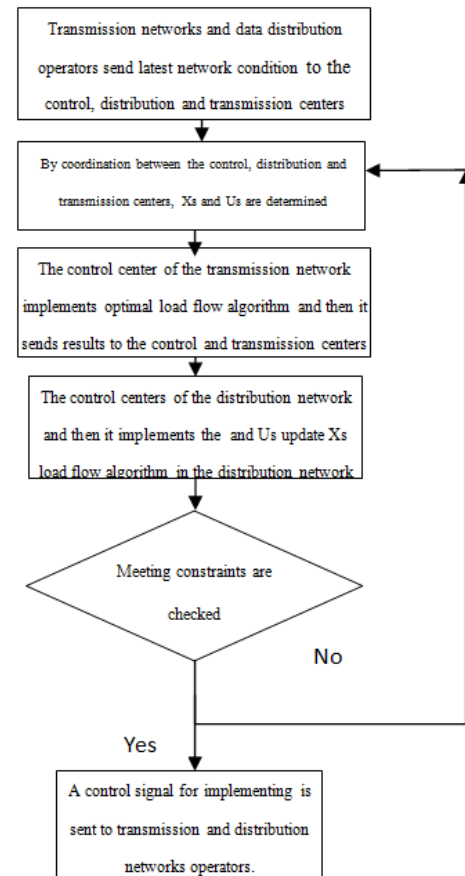 Transmission networks and data distribution
operators send latest network condition to the
control, distribution and transmission centers
By coordination between the control, distribution and
transmission centers, Xs and Us are determined
The control center of the transmission network
implements optimal load flow algorithm and then it
sends results to the control and transmission centers
The control centers of the distribution network
and then it implements the and Us update Xs
load flow algorithm in the distribution network
Meeting constraints are
checked
No
Yes
A control signal for implementing is
sent to transmission and distribution
networks operators.